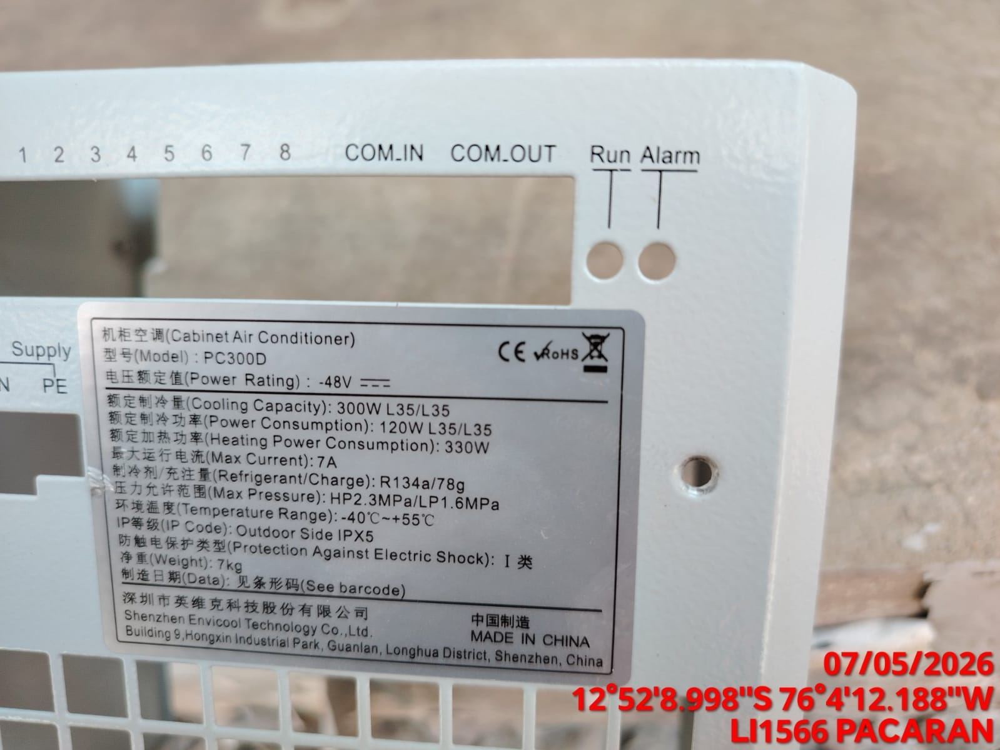 1 2 3 4 5 6 7 8 COM_IN COM_OUT Run Alarm
Supply
N PE
机柜空调(Cabinet Air Conditioner)
型号(Model) : PC300D
电压额定值(Power Rating) : -48V
CE RoHS
额定制冷量(Cooling Capacity): 300W L35/L35
额定制冷功率(Power Consumption): 120W L35/L35
额定加热功率(Heating Power Consumption): 330W
最大运行电流(Max Current): 7A
制冷剂/充注量(Refrigerant/Charge): R134a/78g
压力允许范围(Max Pressure): HP2.3MPa/LP1.6MPa
环境温度(Temperature Range): -40℃~+55℃
IP等级(IP Code): Outdoor Side IPX5
防触电保护类型(Protection Against Electric Shock): I 类
净重(Weight): 7kg
制造日期(Data): 见条形码(See barcode)
深圳市英维克科技股份有限公司
Shenzhen Envicool Technology Co.,Ltd.
中国制造
MADE IN CHINA
Building 9,Hongxin Industrial Park, Guanlan, Longhua District, Shenzhen, China
07/05/2026
12°52'8.998"S 76°4'12.188"W
LI1566 PACARAN